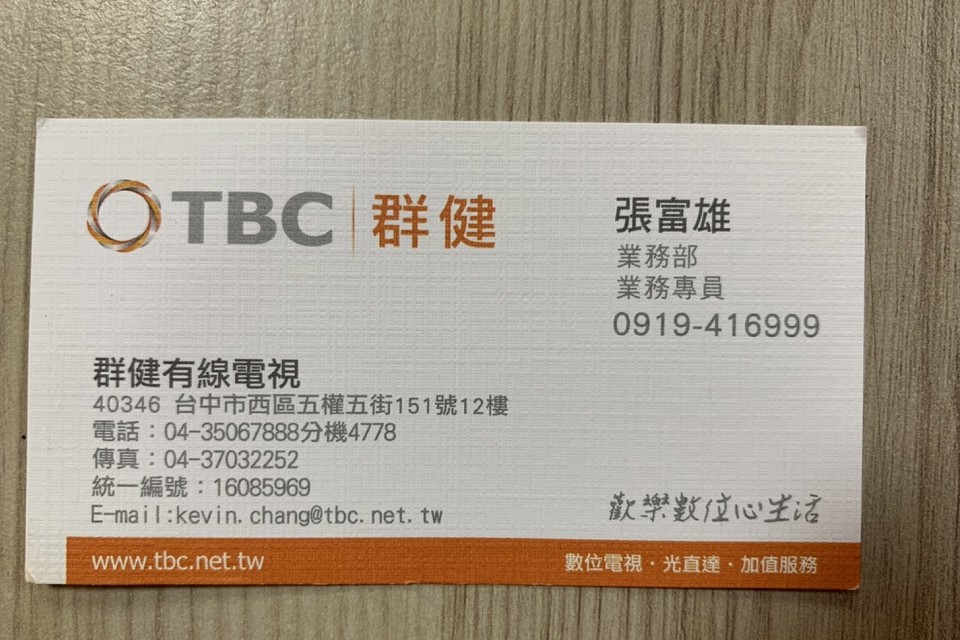 TBC 群健
張富雄
業務部
業務專員
0919-416999
群健有線電視
40346 台中市西區五權五街151號12樓
電話：04-35067888分機4778
傳真：04-37032252
統一編號：16085969
E-mail:kevin.chang@tbc.net.tw
歡樂數位心生活
www.tbc.net.tw
數位電視・光直達・加值服務